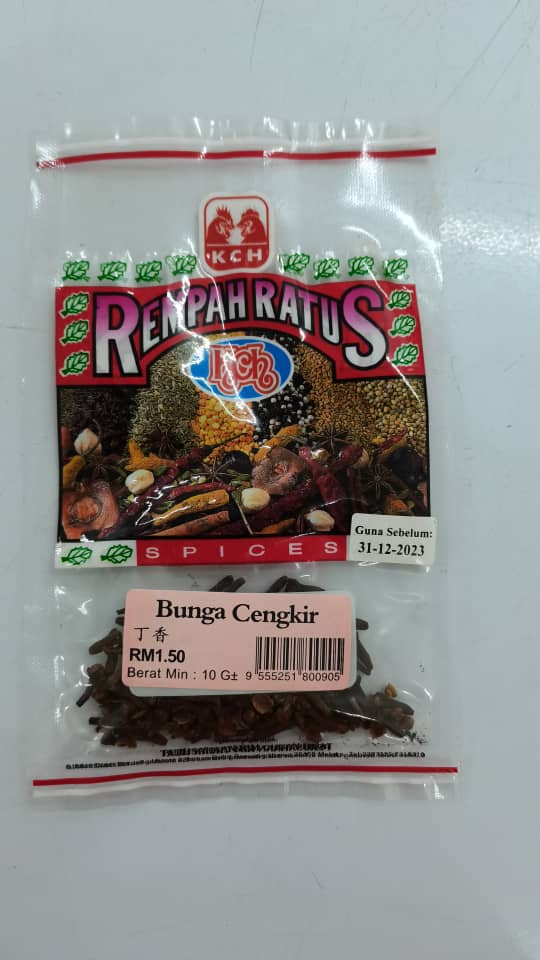 KCH
REMPAH RATUS
Kch
SPICES
Guna Sebelum:
31-12-2023
Bunga Cengkir
丁香
RM1.50
Berat Min : 10 G±
9 555251 800905